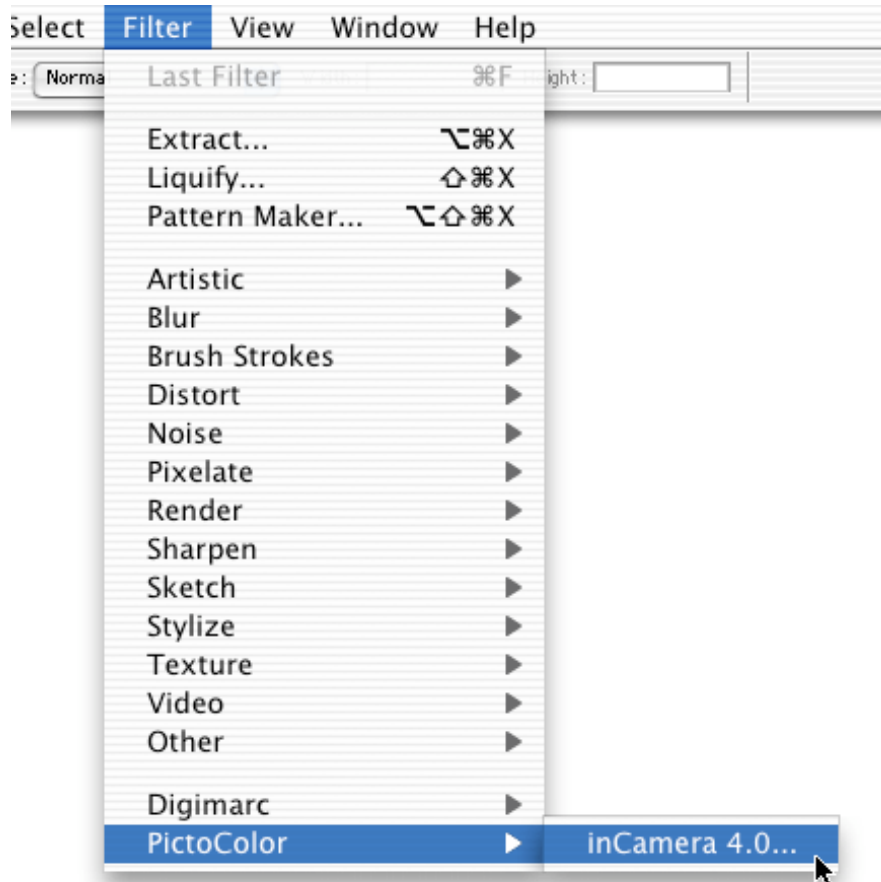 Select Filter View Window Help
e: Norma
Last Filter ⌘F ight:
Extract... ⌥⌘X
Liquify... ⇧⌘X
Pattern Maker... ⌥⇧⌘X
Artistic
Blur
Brush Strokes
Distort
Noise
Pixelate
Render
Sharpen
Sketch
Stylize
Texture
Video
Other
Digimarc
PictoColor inCamera 4.0...